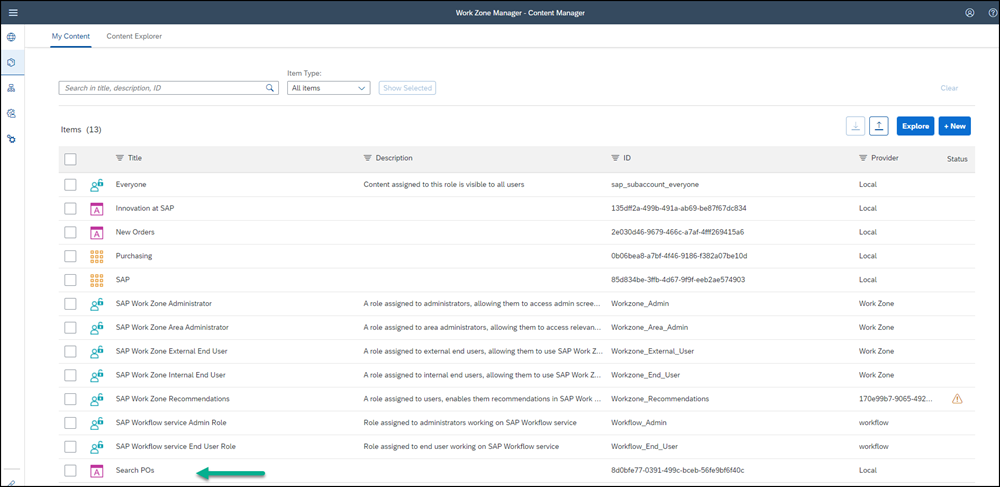 Work Zone Manager - Content Manager
My Content Content Explorer
Item Type:
Search in title, description, ID All items Show Selected Clear
Items (13) Explore + New
Title Description ID Provider Status
Everyone Content assigned to this role is visible to all users sap_subaccount_everyone Local
A Innovation at SAP 135dff2a-499b-491a-ab69-be87f67dc834 Local
A New Orders 2e030d46-9679-466c-a7af-4fff269415a6 Local
Purchasing 0b06bea8-a7bf-4f46-9186-f382a07be10d Local
SAP 85d834be-3ffb-4d67-9f9f-eeb2ae574903 Local
SAP Work Zone Administrator A role assigned to administrators, allowing them to access admin scree... Workzone_Admin Work Zone
SAP Work Zone Area Administrator A role assigned to area administrators, allowing them to access relevan... Workzone_Area_Admin Work Zone
SAP Work Zone External End User A role assigned to external end users, allowing them to use SAP Work Z... Workzone_External_User Work Zone
SAP Work Zone Internal End User A role assigned to internal end users, allowing them to use SAP Work Z... Workzone_End_User Work Zone
SAP Work Zone Recommendations A role assigned to users, enables them recommendations in SAP Work ... Workzone_Recommendations 170e99b7-9065-492...
SAP Workflow service Admin Role Role assigned to administrators working on SAP Workflow service Workflow_Admin workflow
SAP Workflow service End User Role Role assigned to end user working on SAP Workflow service Workflow_End_User workflow
A Search POs 8d0bfe77-0391-499c-bceb-56fe9bf6f40c Local